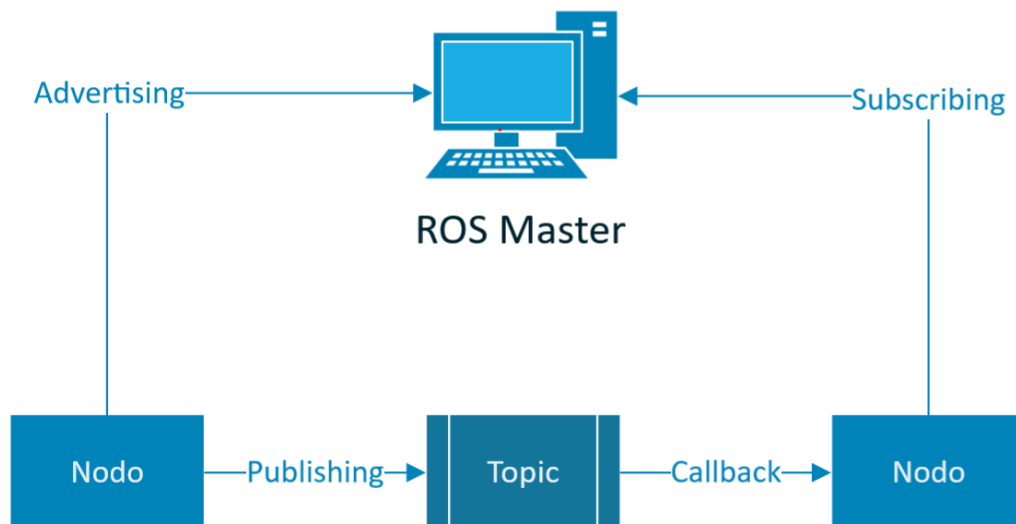 Advertising
Subscribing
ROS Master
Nodo
Publishing
Topic
Callback
Nodo